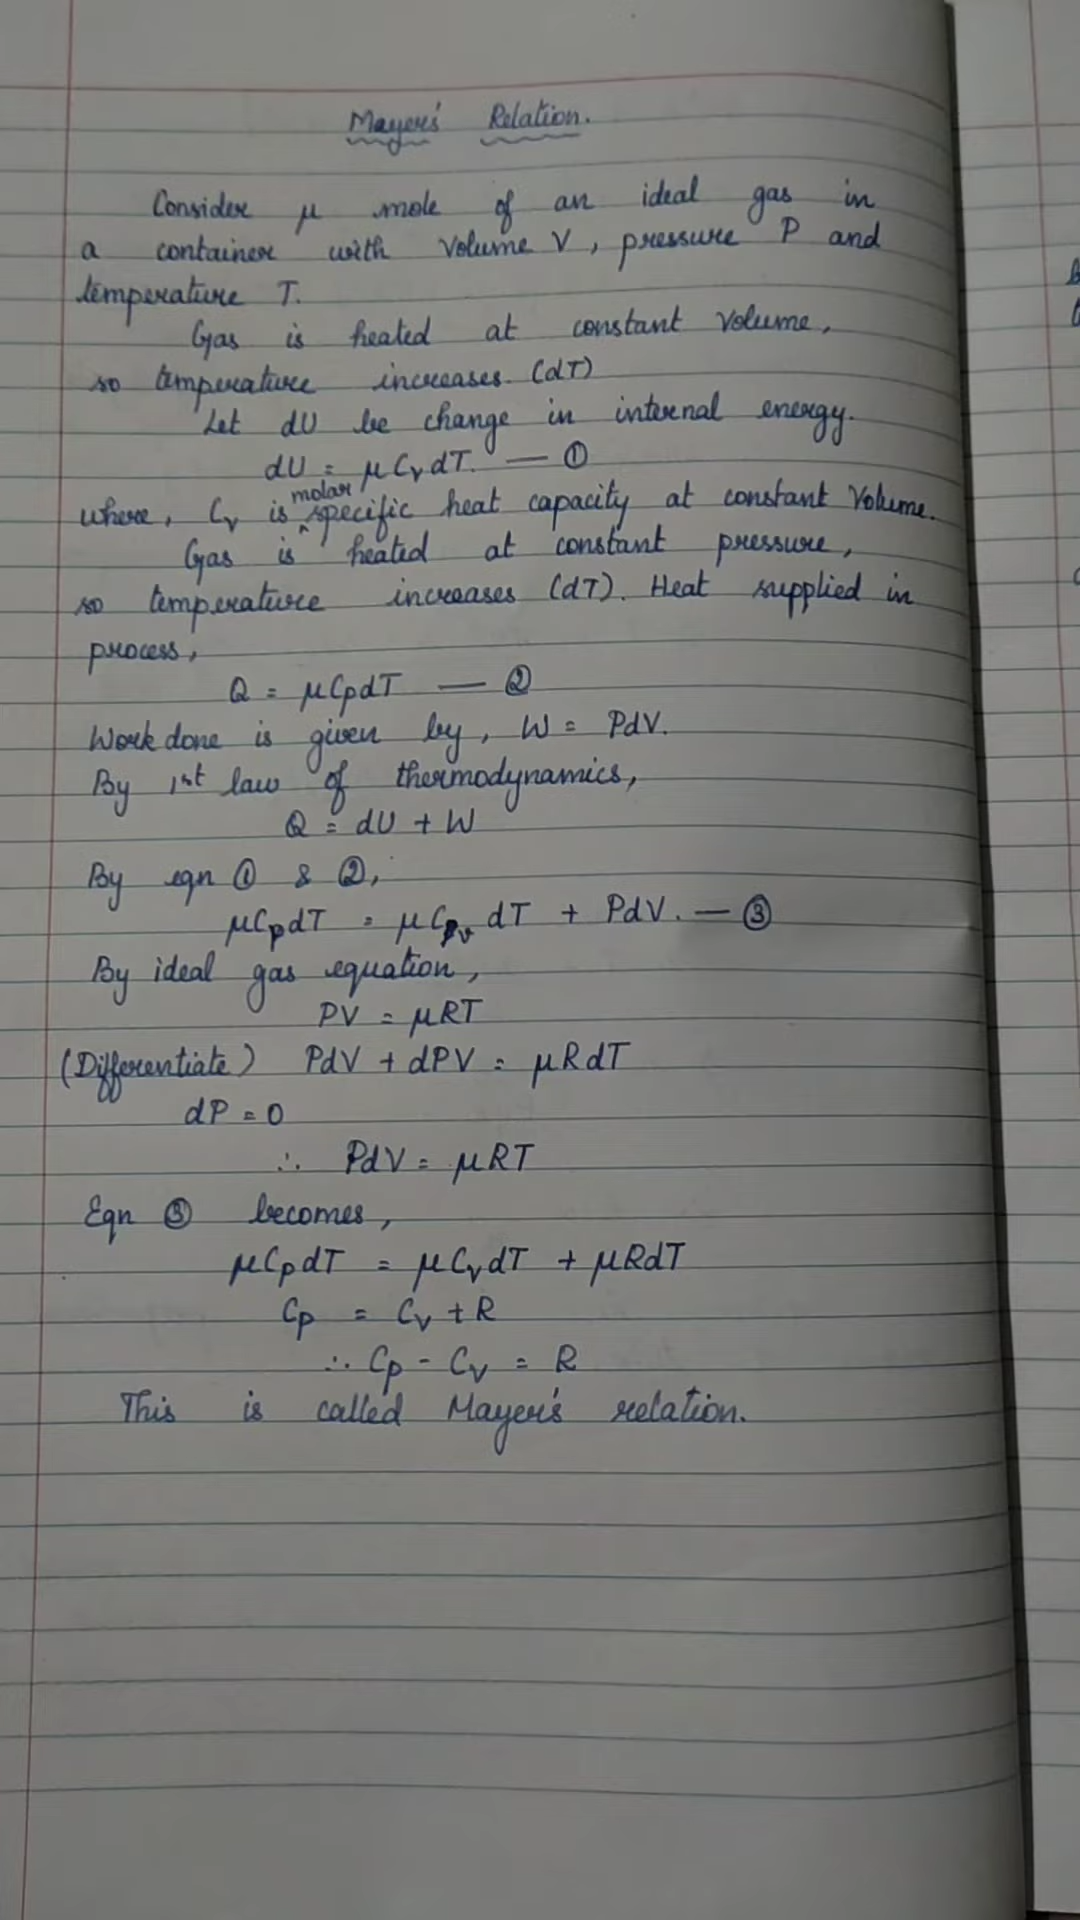 Mayer's Relation.
Consider μ mole of an ideal gas in
a container with volume V, pressure P and
temperature T.
Gas is heated at constant volume,
so temperature increases. (dT)
Let dU be change in internal energy.
dU = μCvdT. — ①
molar
where, Cv is ^ specific heat capacity at constant volume.
Gas is heated at constant pressure,
so temperature increases (dT). Heat supplied in
process,
Q = μCpdT — ②
Work done is given by, W = PdV.
By 1st law of thermodynamics,
Q = dU + W
By eqn ① & ②,
μCpdT = μCv dT + PdV. — ③
By ideal gas equation,
PV = μRT
(Differentiate) PdV + dPV = μRdT
dP = 0
∴ PdV = μRT
Eqn ③ becomes,
μCpdT = μCvdT + μRdT
Cp = Cv + R
∴ Cp - Cv = R
This is called Mayer's relation.